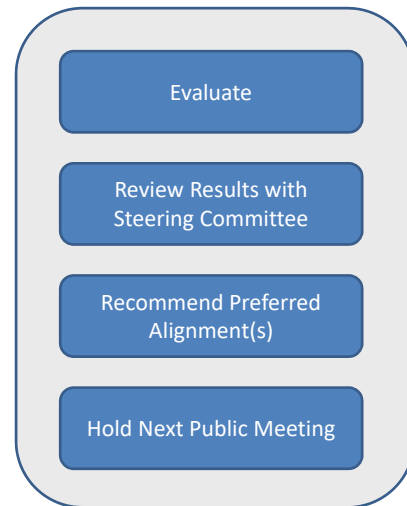 Evaluate
Review Results with
Steering Committee
Recommend Preferred
Alignment(s)
Hold Next Public Meeting